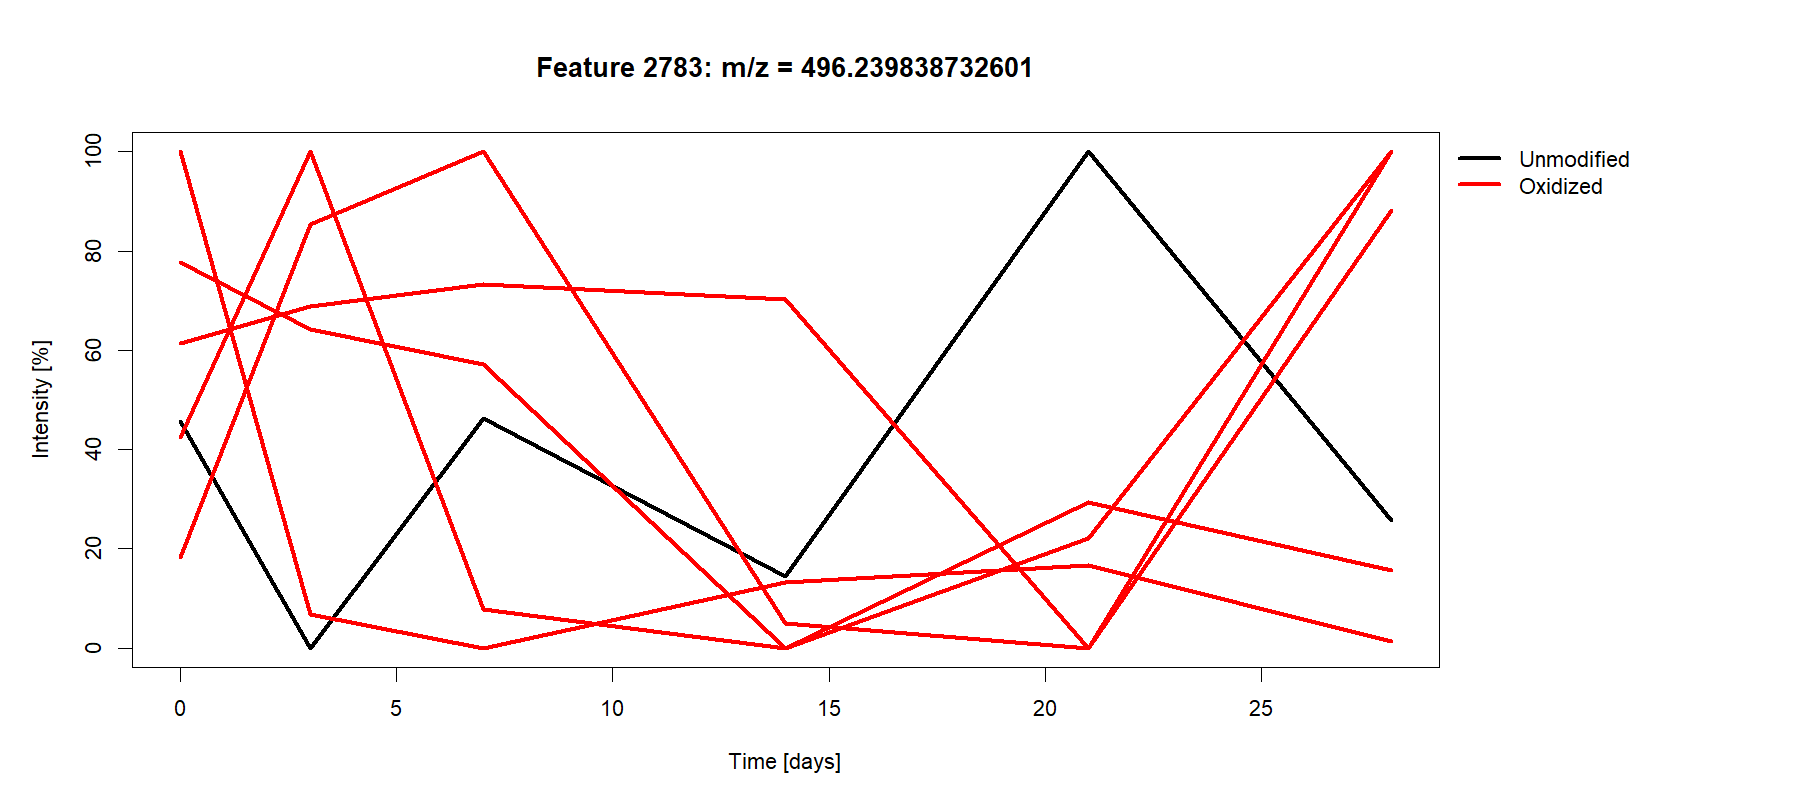 Feature 2783: m/z = 496.239838732601
Unmodified
Oxidized
Intensity [%]
100
80
60
40
20
0
0 5 10 15 20 25
Time [days]